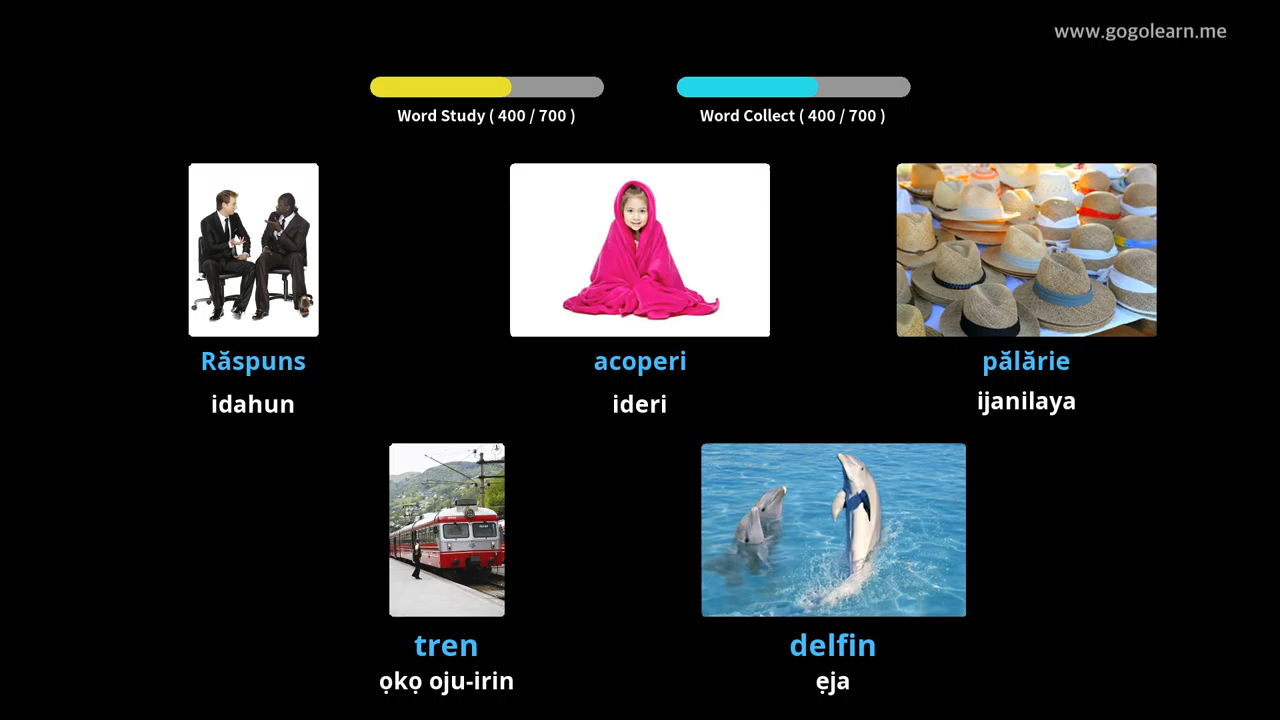 www.gogolearn.me
Word Study ( 400 / 700 )
Word Collect ( 400 / 700 )
Răspuns
idahun
acoperi
ideri
pălărie
ijanilaya
tren
ọkọ oju-irin
delfin
ẹja